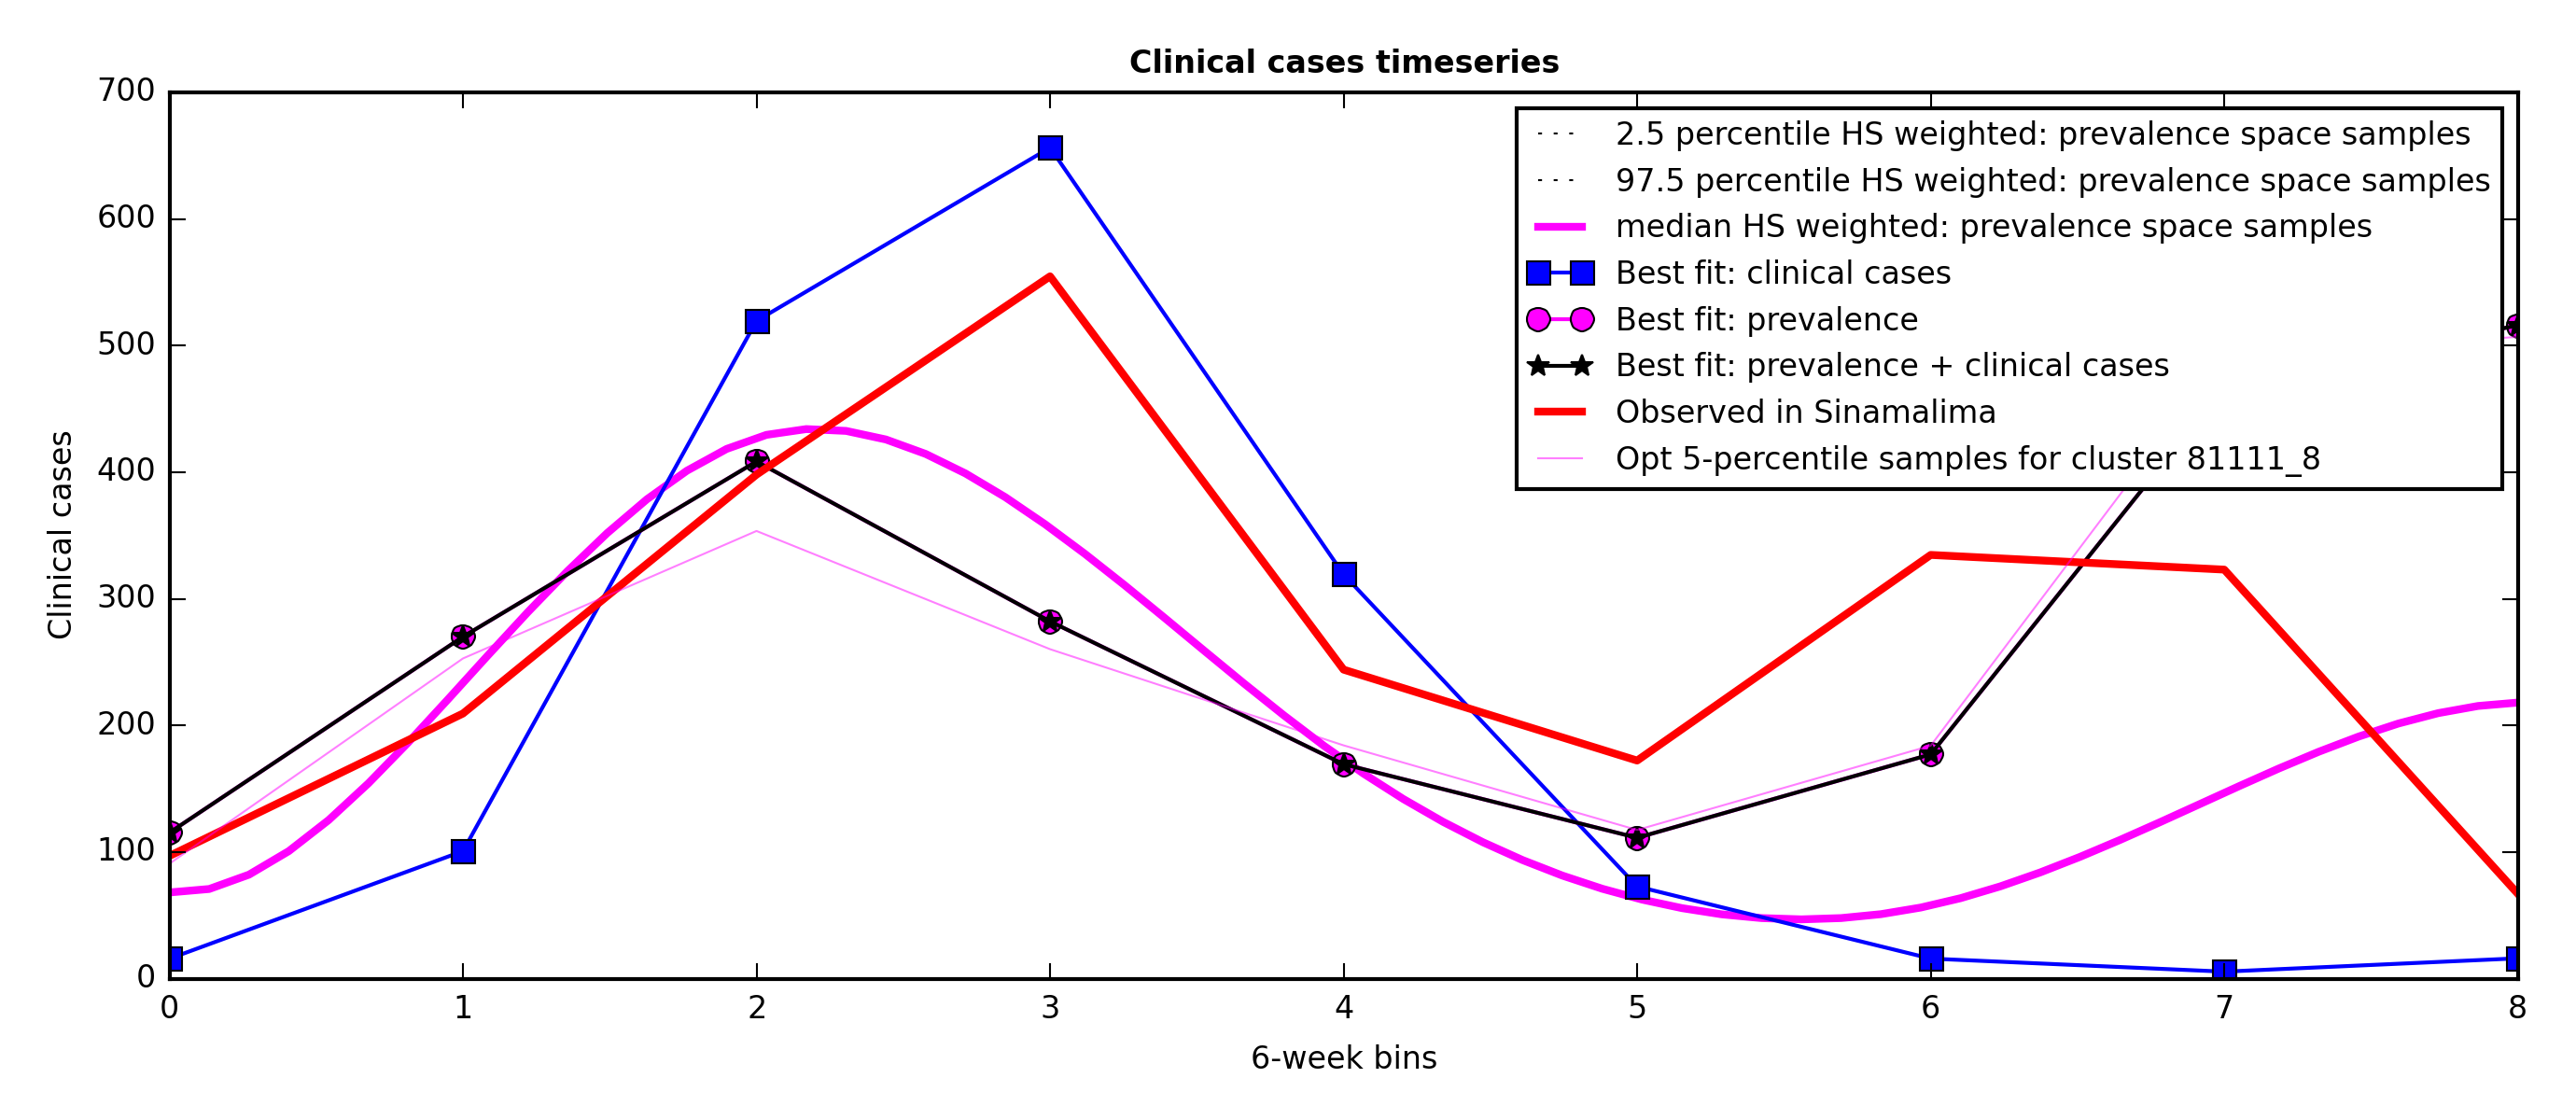 Clinical cases timeseries
700
600
500
400
300
200
100
0
Clinical cases
2.5 percentile HS weighted: prevalence space samples
97.5 percentile HS weighted: prevalence space samples
median HS weighted: prevalence space samples
Best fit: clinical cases
Best fit: prevalence
Best fit: prevalence + clinical cases
Observed in Sinamalima
Opt 5-percentile samples for cluster 81111_8
0 1 2 3 4 5 6 7 8
6-week bins